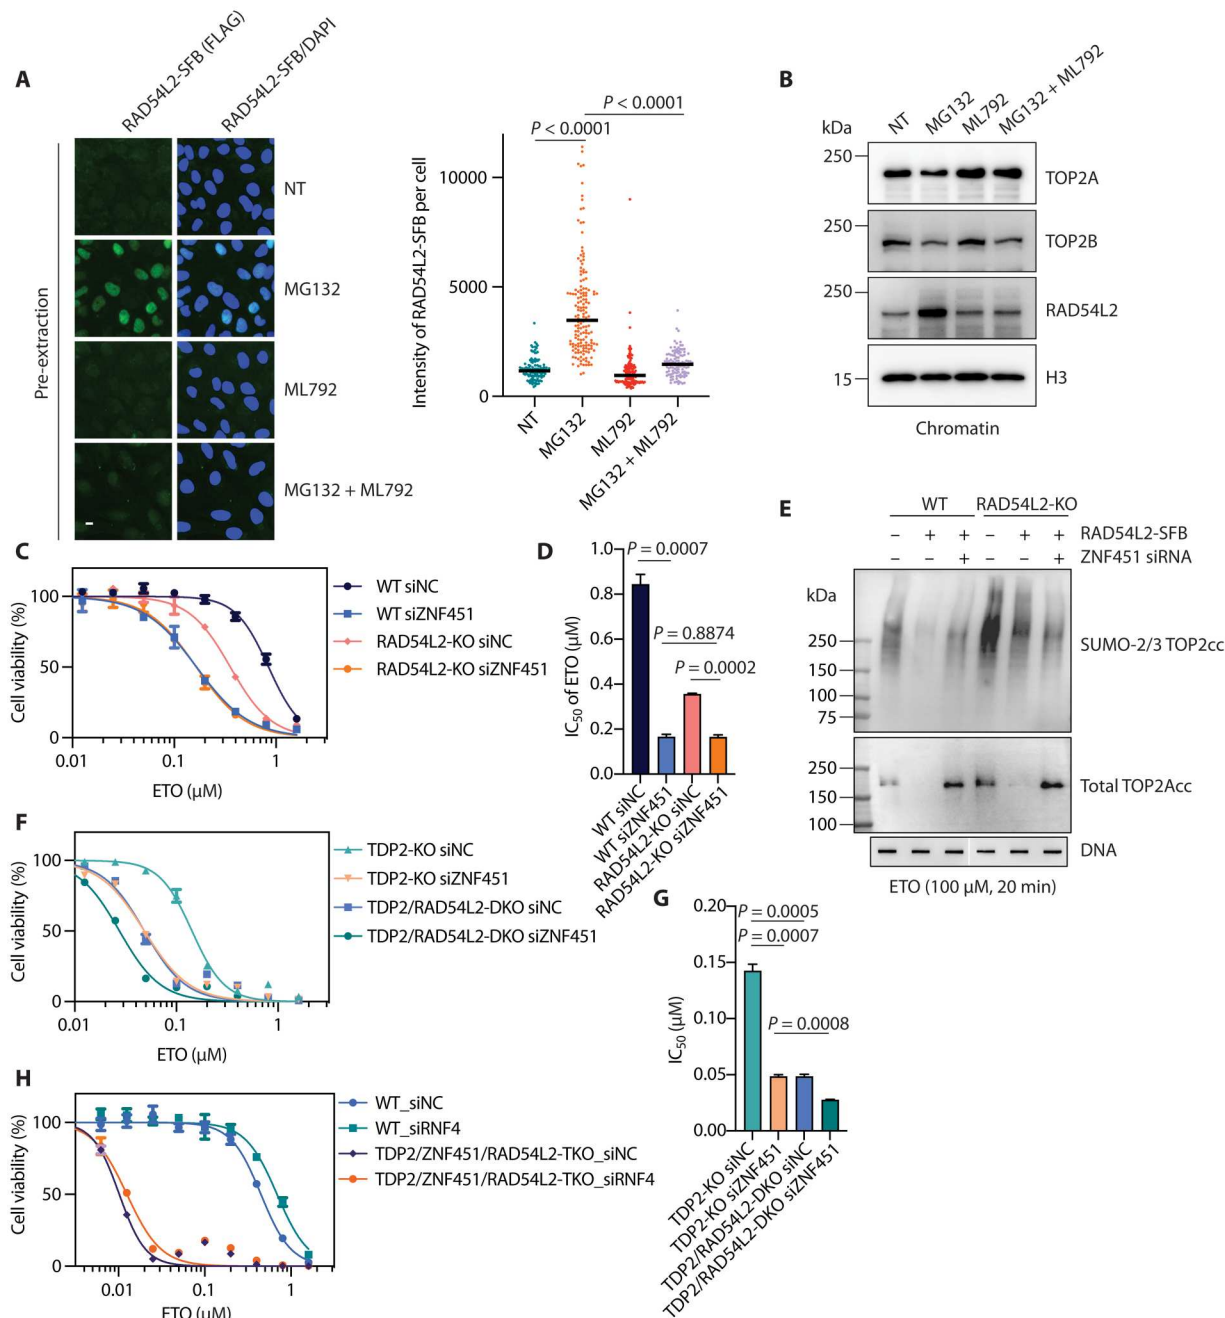 A
RAD54L2-SFB (FLAG)
RAD54L2-SFB/DAPI
Pre-extraction
NT
MG132
ML792
MG132 + ML792
P < 0.0001
P < 0.0001
Intensity of RAD54L2-SFB per cell
10000
5000
0
NT
MG132
ML792
MG132 + ML792
B
NT
MG132
ML792
MG132 + ML792
kDa
250
TOP2A
250
TOP2B
250
RAD54L2
15
H3
Chromatin
C
Cell viability (%)
100
50
0
0.01
0.1
1
ETO (μM)
WT siNC
WT siZNF451
RAD54L2-KO siNC
RAD54L2-KO siZNF451
D
IC50 of ETO (μM)
1.0
0.8
0.6
0.4
0.2
0.0
P = 0.0007
P = 0.8874
P = 0.0002
WT siNC
WT siZNF451
RAD54L2-KO siNC
RAD54L2-KO siZNF451
E
WT
RAD54L2-KO
– + + – + + RAD54L2-SFB
– – + – – + ZNF451 siRNA
kDa
250
150
100
75
SUMO-2/3 TOP2cc
250
150
100
Total TOP2Acc
DNA
ETO (100 μM, 20 min)
F
Cell viability (%)
100
50
0
0.01
0.1
1
ETO (μM)
TDP2-KO siNC
TDP2-KO siZNF451
TDP2/RAD54L2-DKO siNC
TDP2/RAD54L2-DKO siZNF451
G
IC50 (μM)
0.20
0.15
0.10
0.05
0.00
P = 0.0005
P = 0.0007
P = 0.0008
TDP2-KO siNC
TDP2-KO siZNF451
TDP2/RAD54L2-DKO siNC
TDP2/RAD54L2-DKO siZNF451
H
Cell viability (%)
100
50
0
0.01
0.1
1
ETO (μM)
WT_siNC
WT_siRNF4
TDP2/ZNF451/RAD54L2-TKO_siNC
TDP2/ZNF451/RAD54L2-TKO_siRNF4